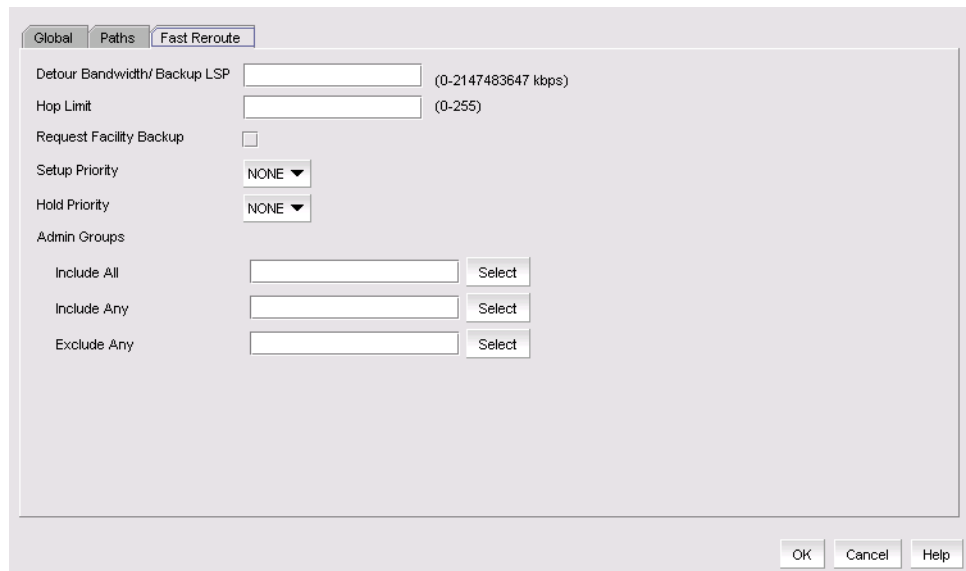 Global Paths Fast Reroute
Detour Bandwidth/ Backup LSP (0-2147483647 kbps)
Hop Limit (0-255)
Request Facility Backup
Setup Priority NONE
Hold Priority NONE
Admin Groups
Include All Select
Include Any Select
Exclude Any Select
OK Cancel Help